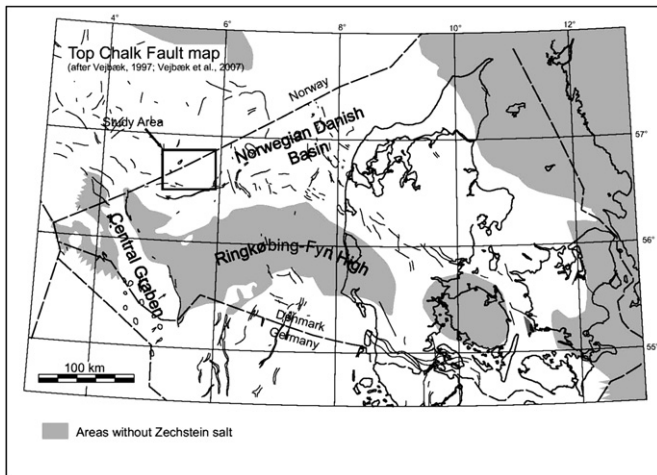 4°
6°
8°
10°
12°
Top Chalk Fault map
(after Vejbæk, 1997; Vejbæk et al., 2007)
Norway
Study Area
Norwegian Danish
Basin
57°
Central Graben
Ringkøbing-Fyn High
56°
Denmark
Germany
55°
100 km
Areas without Zechstein salt